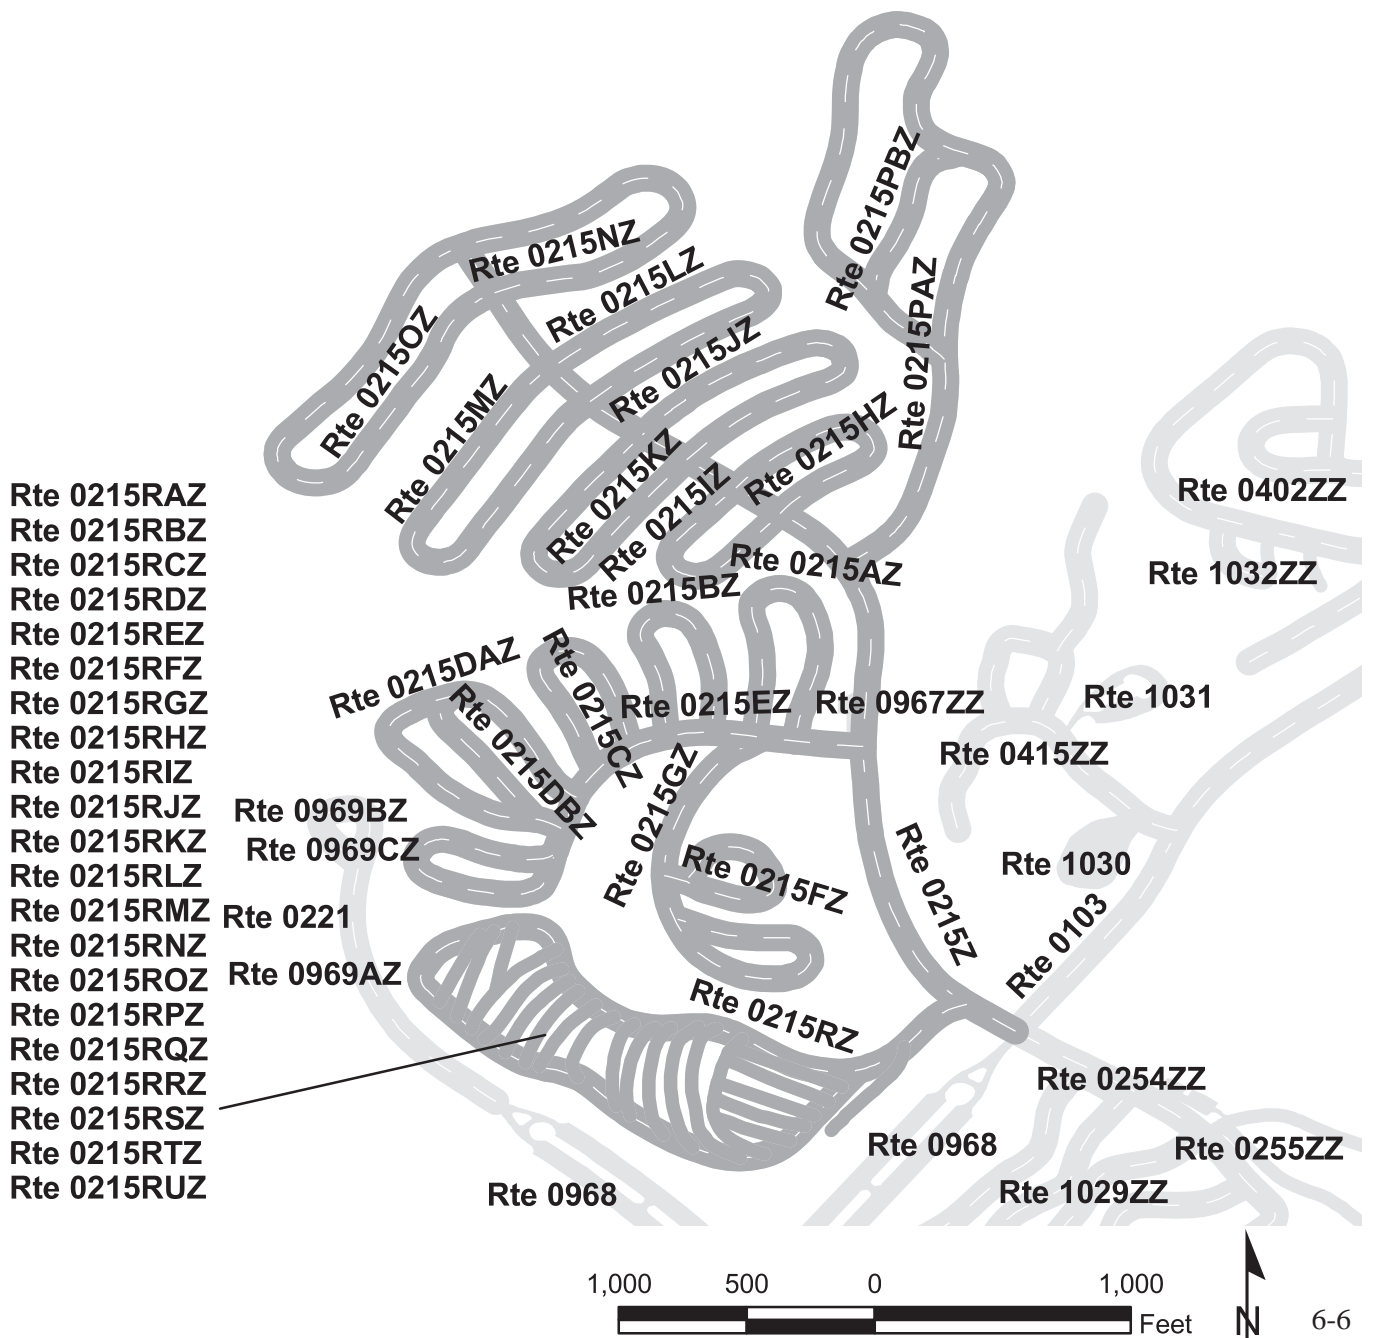 Rte 0215PBZ
Rte 0215NZ
Rte 0215LZ
Rte 0215PAZ
Rte 0215OZ
Rte 0215JZ
Rte 0215MZ
Rte 0215HZ
Rte 0215KZ
Rte 0215IZ
Rte 0402ZZ
Rte 0215AZ
Rte 1032ZZ
Rte 0215BZ
Rte 0215DAZ
Rte 0215CZ
Rte 0215EZ
Rte 0967ZZ
Rte 1031
Rte 0415ZZ
Rte 0215DBZ
Rte 0215GZ
Rte 0215FZ
Rte 0215Z
Rte 1030
Rte 0103
Rte 0969BZ
Rte 0969CZ
Rte 0221
Rte 0969AZ
Rte 0215RZ
Rte 0215RAZ
Rte 0215RBZ
Rte 0215RCZ
Rte 0215RDZ
Rte 0215REZ
Rte 0215RFZ
Rte 0215RGZ
Rte 0215RHZ
Rte 0215RIZ
Rte 0215RJZ
Rte 0215RKZ
Rte 0215RLZ
Rte 0215RMZ
Rte 0215RNZ
Rte 0215ROZ
Rte 0215RPZ
Rte 0215RQZ
Rte 0215RRZ
Rte 0215RSZ
Rte 0215RTZ
Rte 0215RUZ
Rte 0254ZZ
Rte 0968
Rte 0255ZZ
Rte 0968
Rte 1029ZZ
1,000 500 0 1,000
Feet
N
6-6